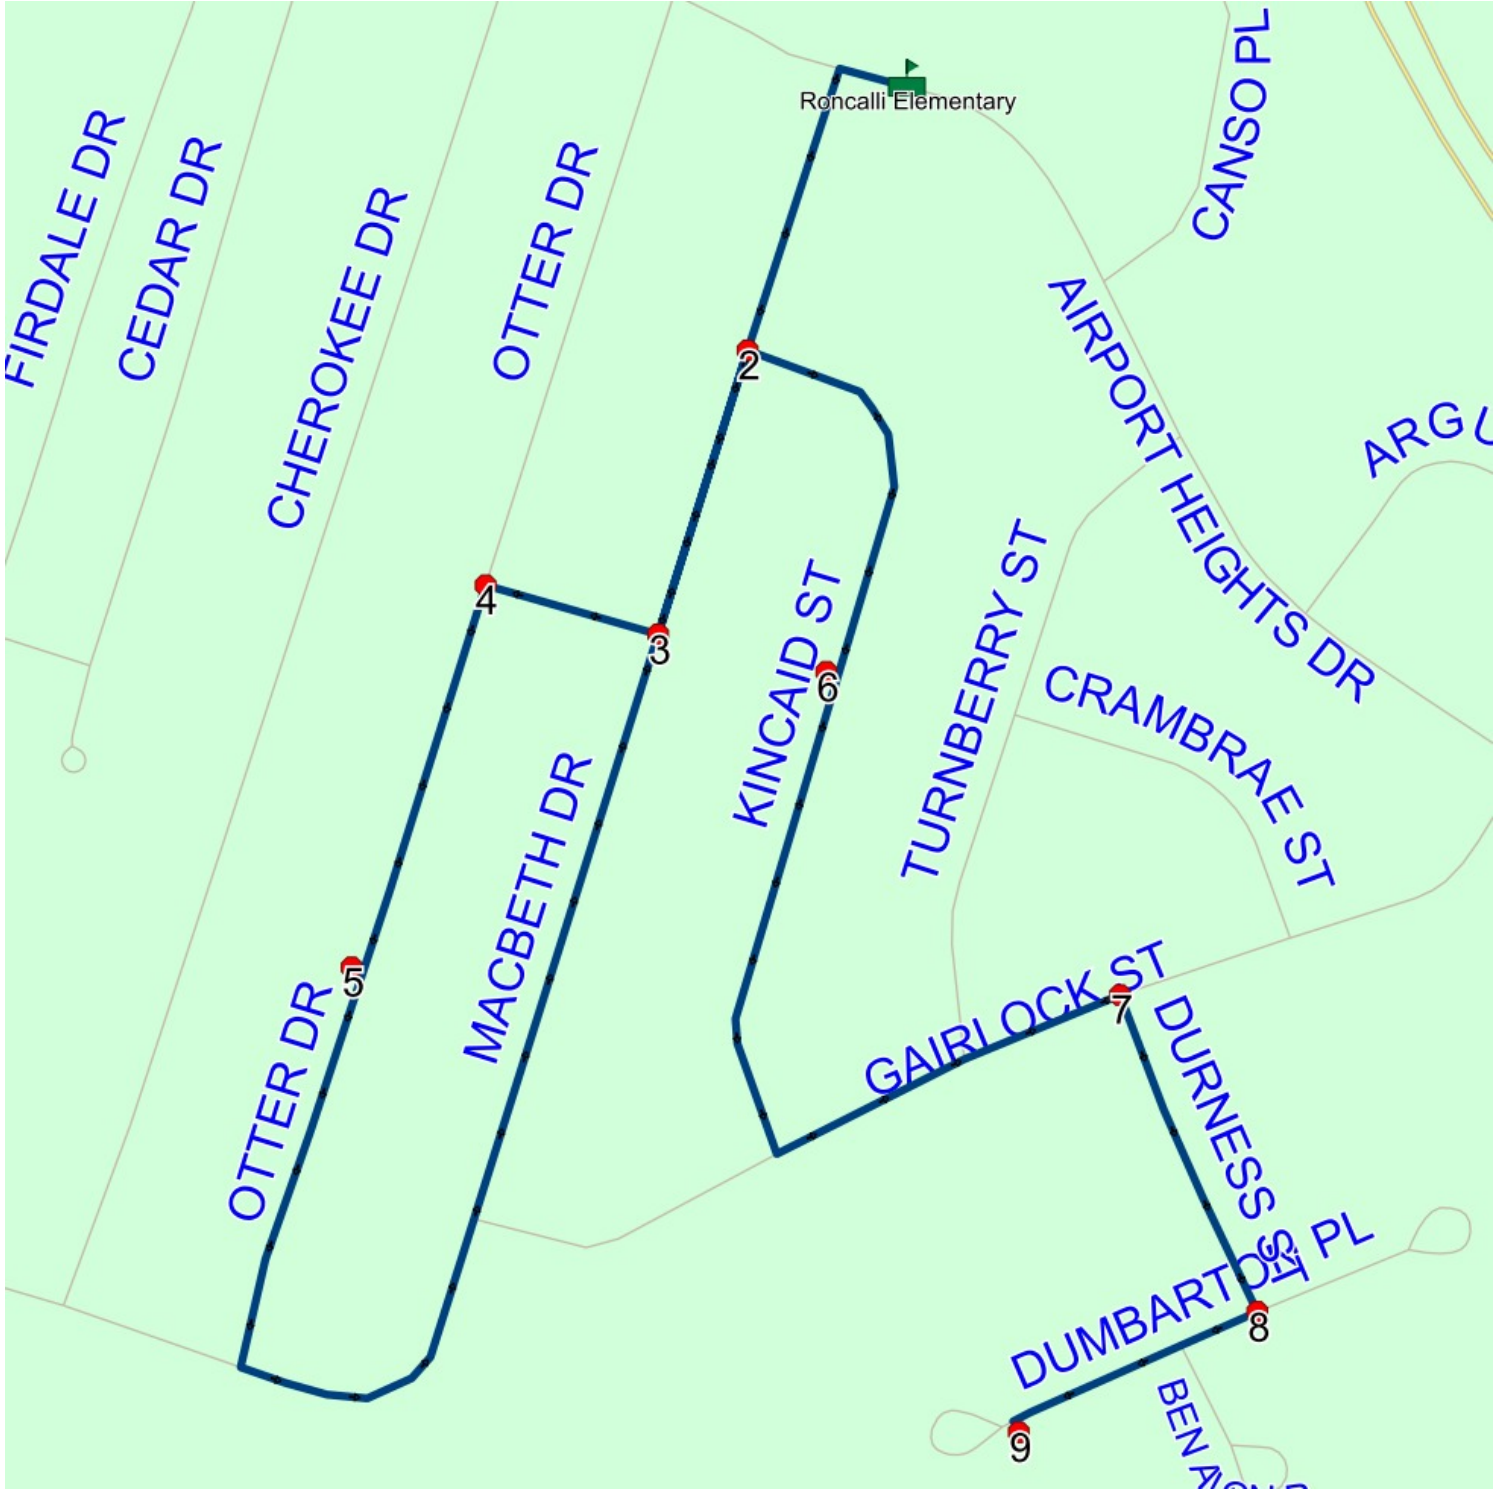 CANSO PL
Roncalli Elementary
FIRDALE DR
CEDAR DR
CHEROKEE DR
OTTER DR
AIRPORT HEIGHTS DR
2
4
3
KINCAID ST
6
TURNBERRY ST
CRAMBRAE ST
MACBETH DR
5
OTTER DR
GAIRLOCK ST
7
DURNESS ST
DUMBARTON PL
8
9
BEN